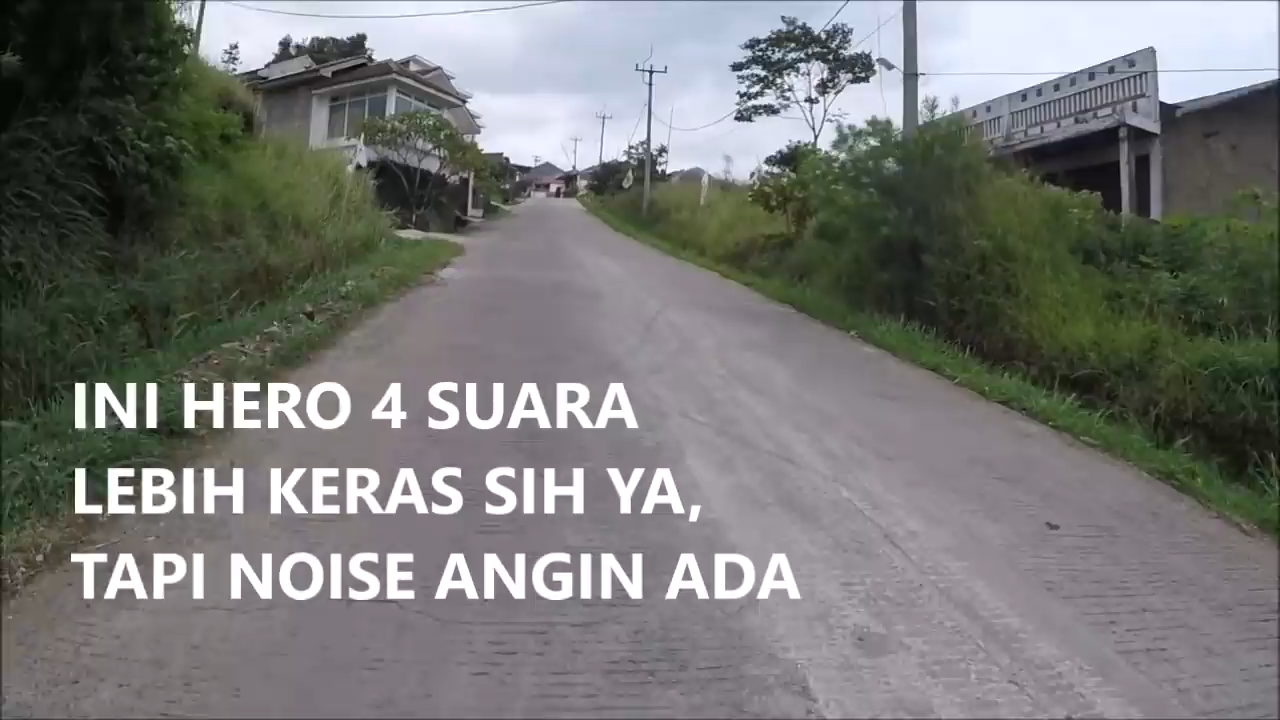 INI HERO 4 SUARA
LEBIH KERAS SIH YA,
TAPI NOISE ANGIN ADA